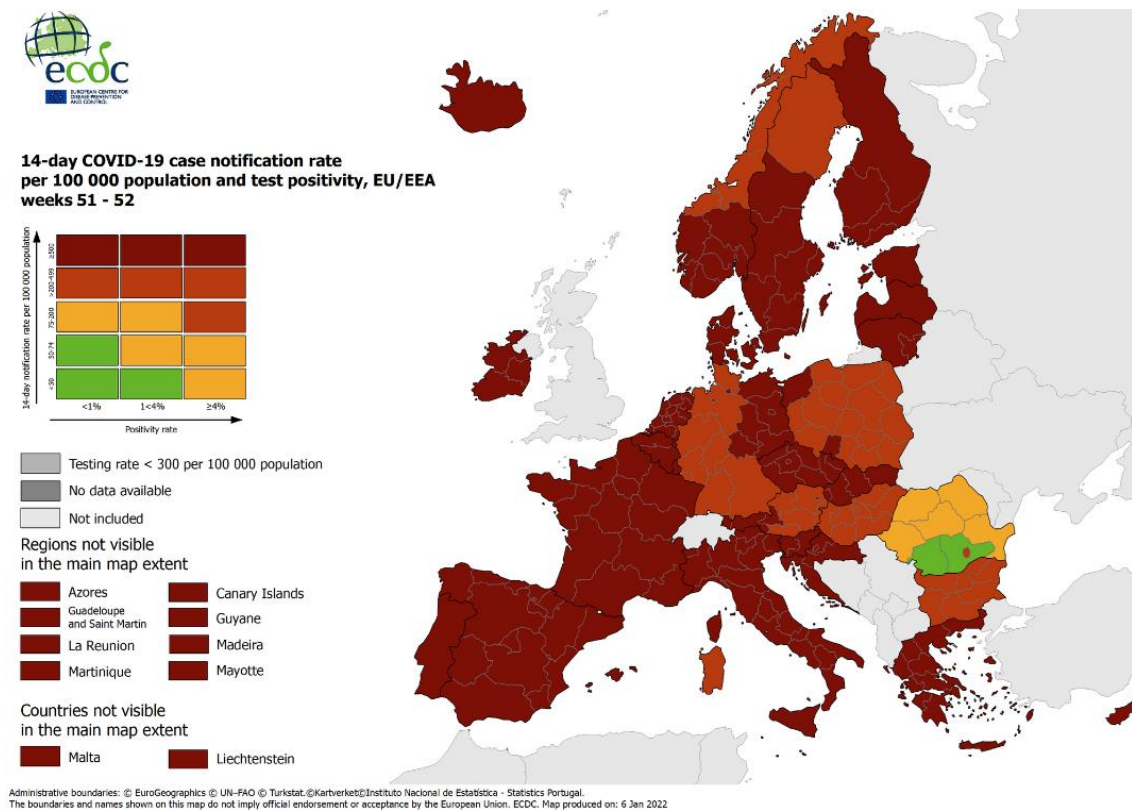 ecdc
EUROPEAN CENTRE FOR
DISEASE PREVENTION
AND CONTROL
14-day COVID-19 case notification rate
per 100 000 population and test positivity, EU/EEA
weeks 51 - 52
14-day notification rate per 100 000 population
≥500
>200-499
75-200
50-74
<50
<1%
1<4%
≥4%
Positivity rate
Testing rate < 300 per 100 000 population
No data available
Not included
Regions not visible
in the main map extent
Azores
Canary Islands
Guadeloupe
and Saint Martin
Guyane
La Reunion
Madeira
Martinique
Mayotte
Countries not visible
in the main map extent
Malta
Liechtenstein
Administrative boundaries: © EuroGeographics © UN–FAO © Turkstat.©Kartverket©Instituto Nacional de Estatística - Statistics Portugal.
The boundaries and names shown on this map do not imply official endorsement or acceptance by the European Union. ECDC. Map produced on: 6 Jan 2022